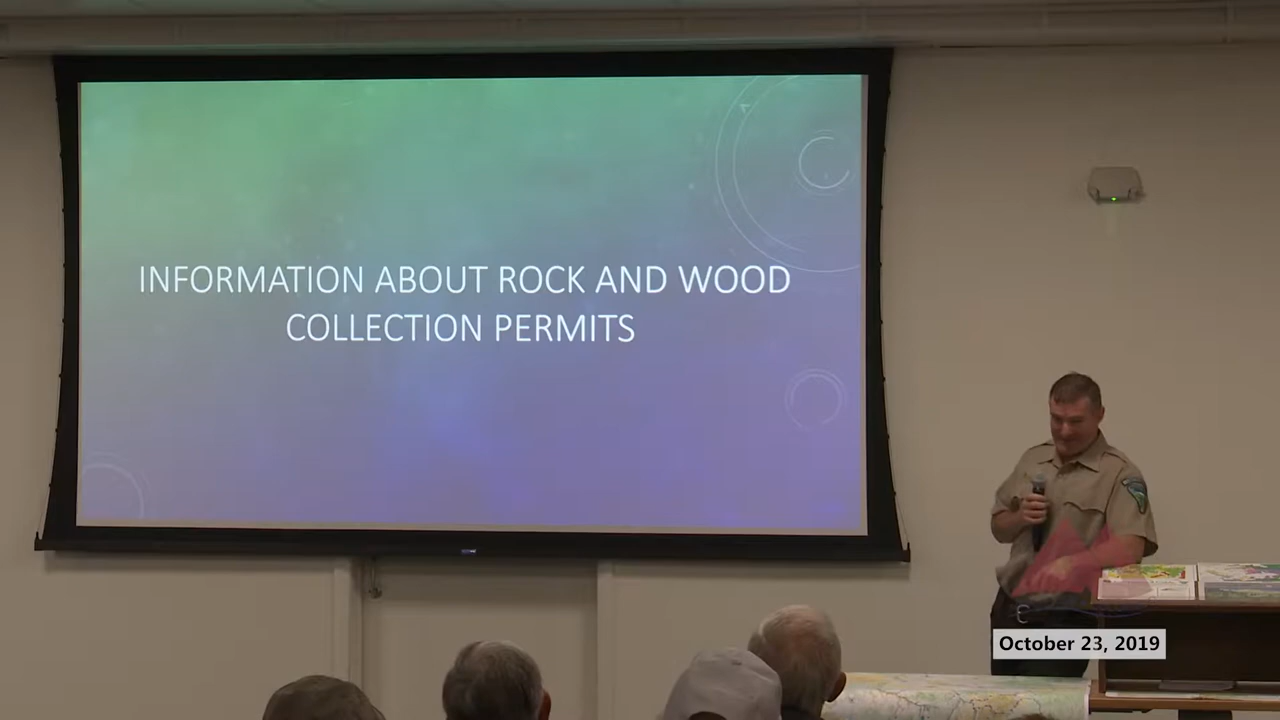 INFORMATION ABOUT ROCK AND WOOD
COLLECTION PERMITS
October 23, 2019